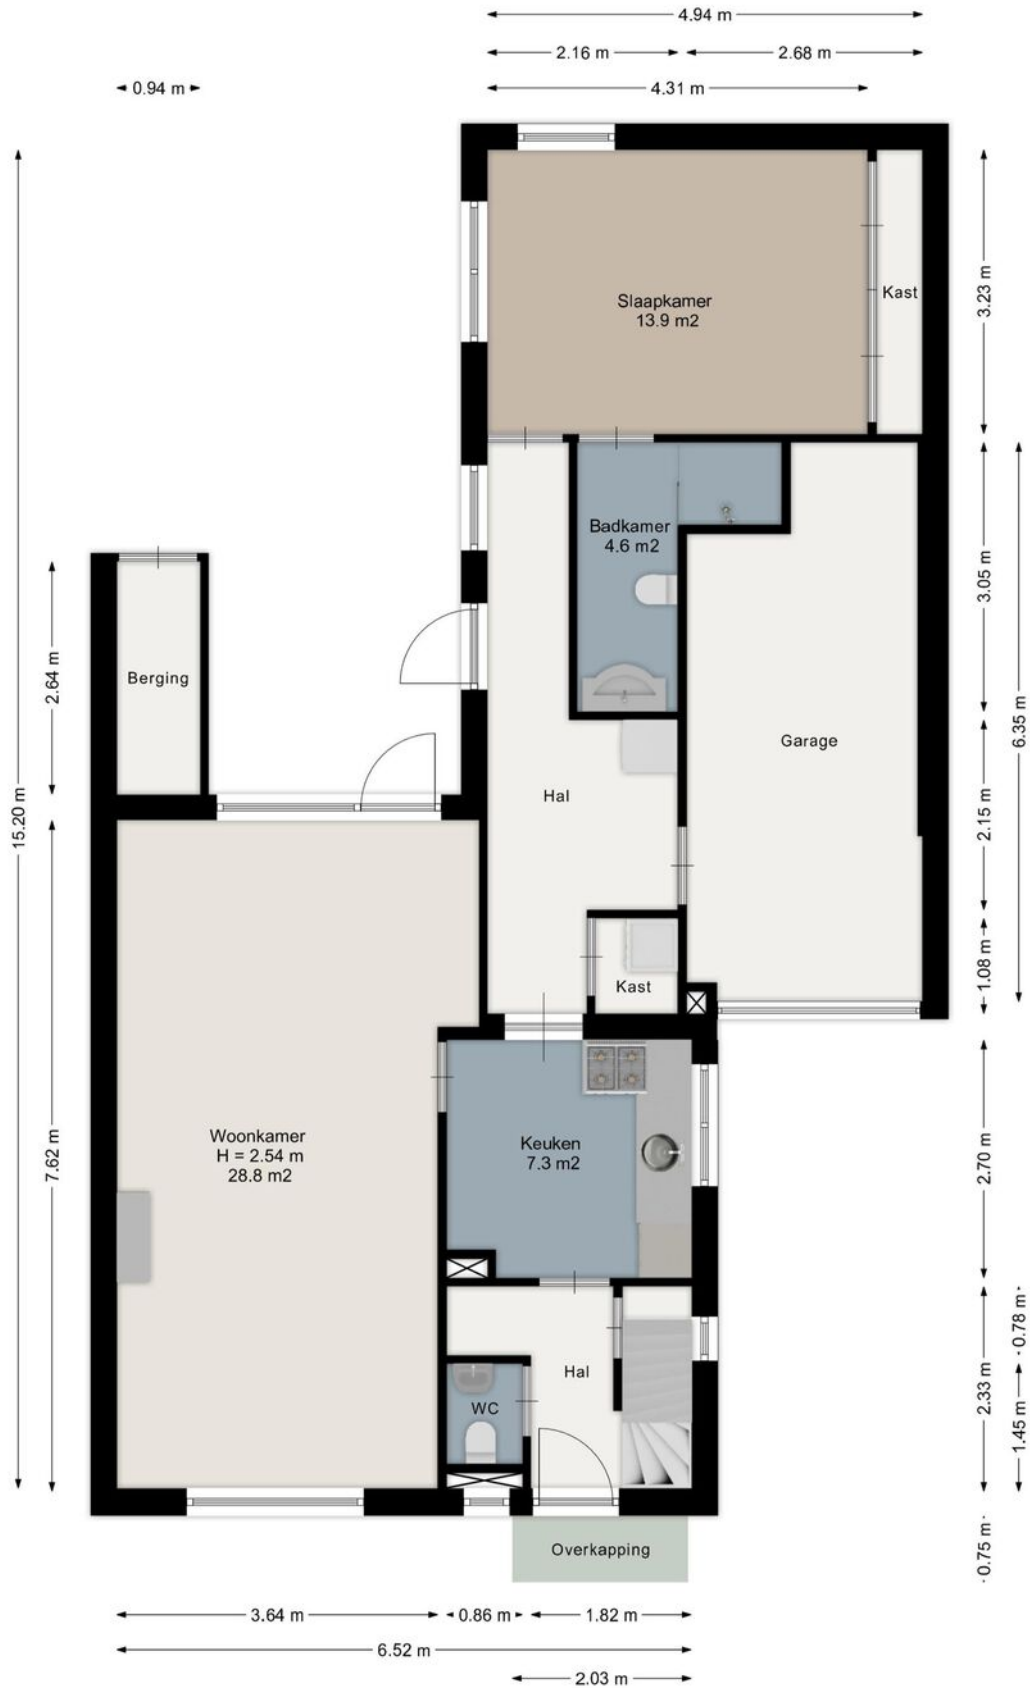 4.94 m
2.16 m
2.68 m
0.94 m
4.31 m
Slaapkamer
13.9 m2
Kast
3.23 m
Badkamer
4.6 m2
3.05 m
Berging
2.64 m
Garage
6.35 m
Hal
2.15 m
15.20 m
Kast
1.08 m
Woonkamer
H = 2.54 m
28.8 m2
Keuken
7.3 m2
7.62 m
2.70 m
Hal
WC
0.78 m
2.33 m
1.45 m
Overkapping
0.75 m
3.64 m
0.86 m
1.82 m
6.52 m
2.03 m